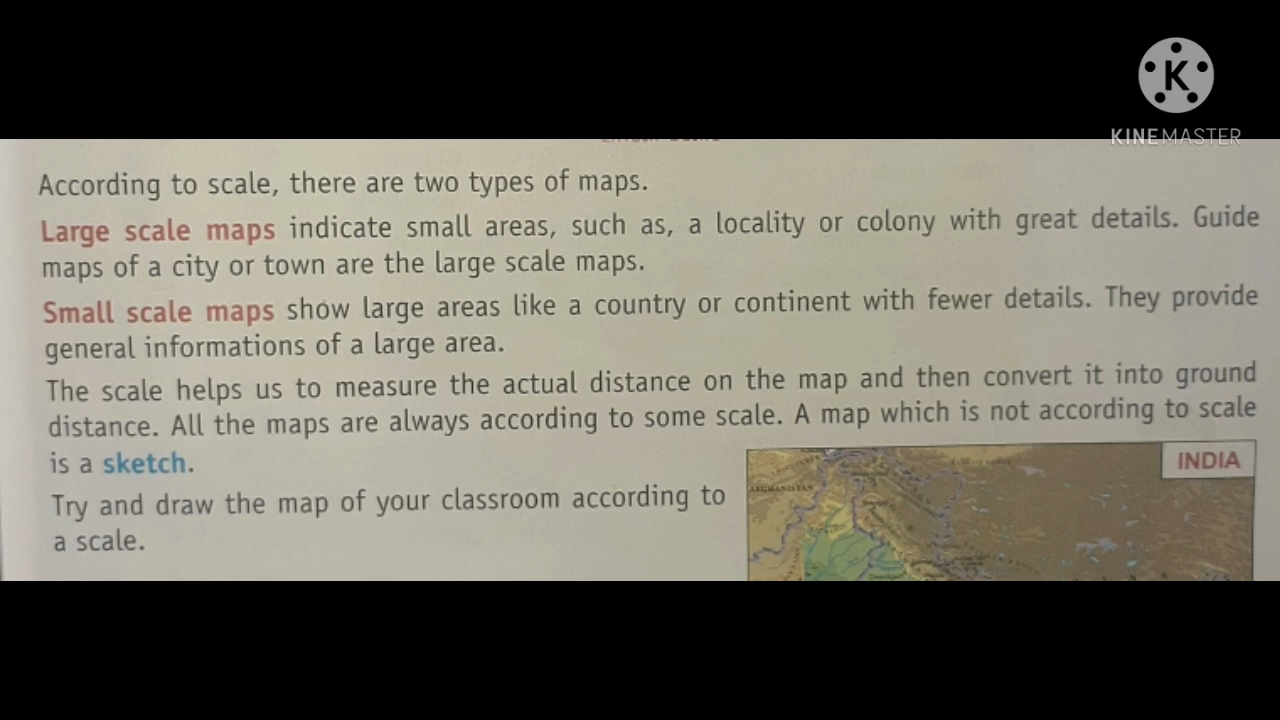 K
KINEMASTER
According to scale, there are two types of maps.
Large scale maps indicate small areas, such as, a locality or colony with great details. Guide
maps of a city or town are the large scale maps.
Small scale maps show large areas like a country or continent with fewer details. They provide
general informations of a large area.
The scale helps us to measure the actual distance on the map and then convert it into ground
distance. All the maps are always according to some scale. A map which is not according to scale
is a sketch.
INDIA
AFGHANISTAN
Try and draw the map of your classroom according to
a scale.